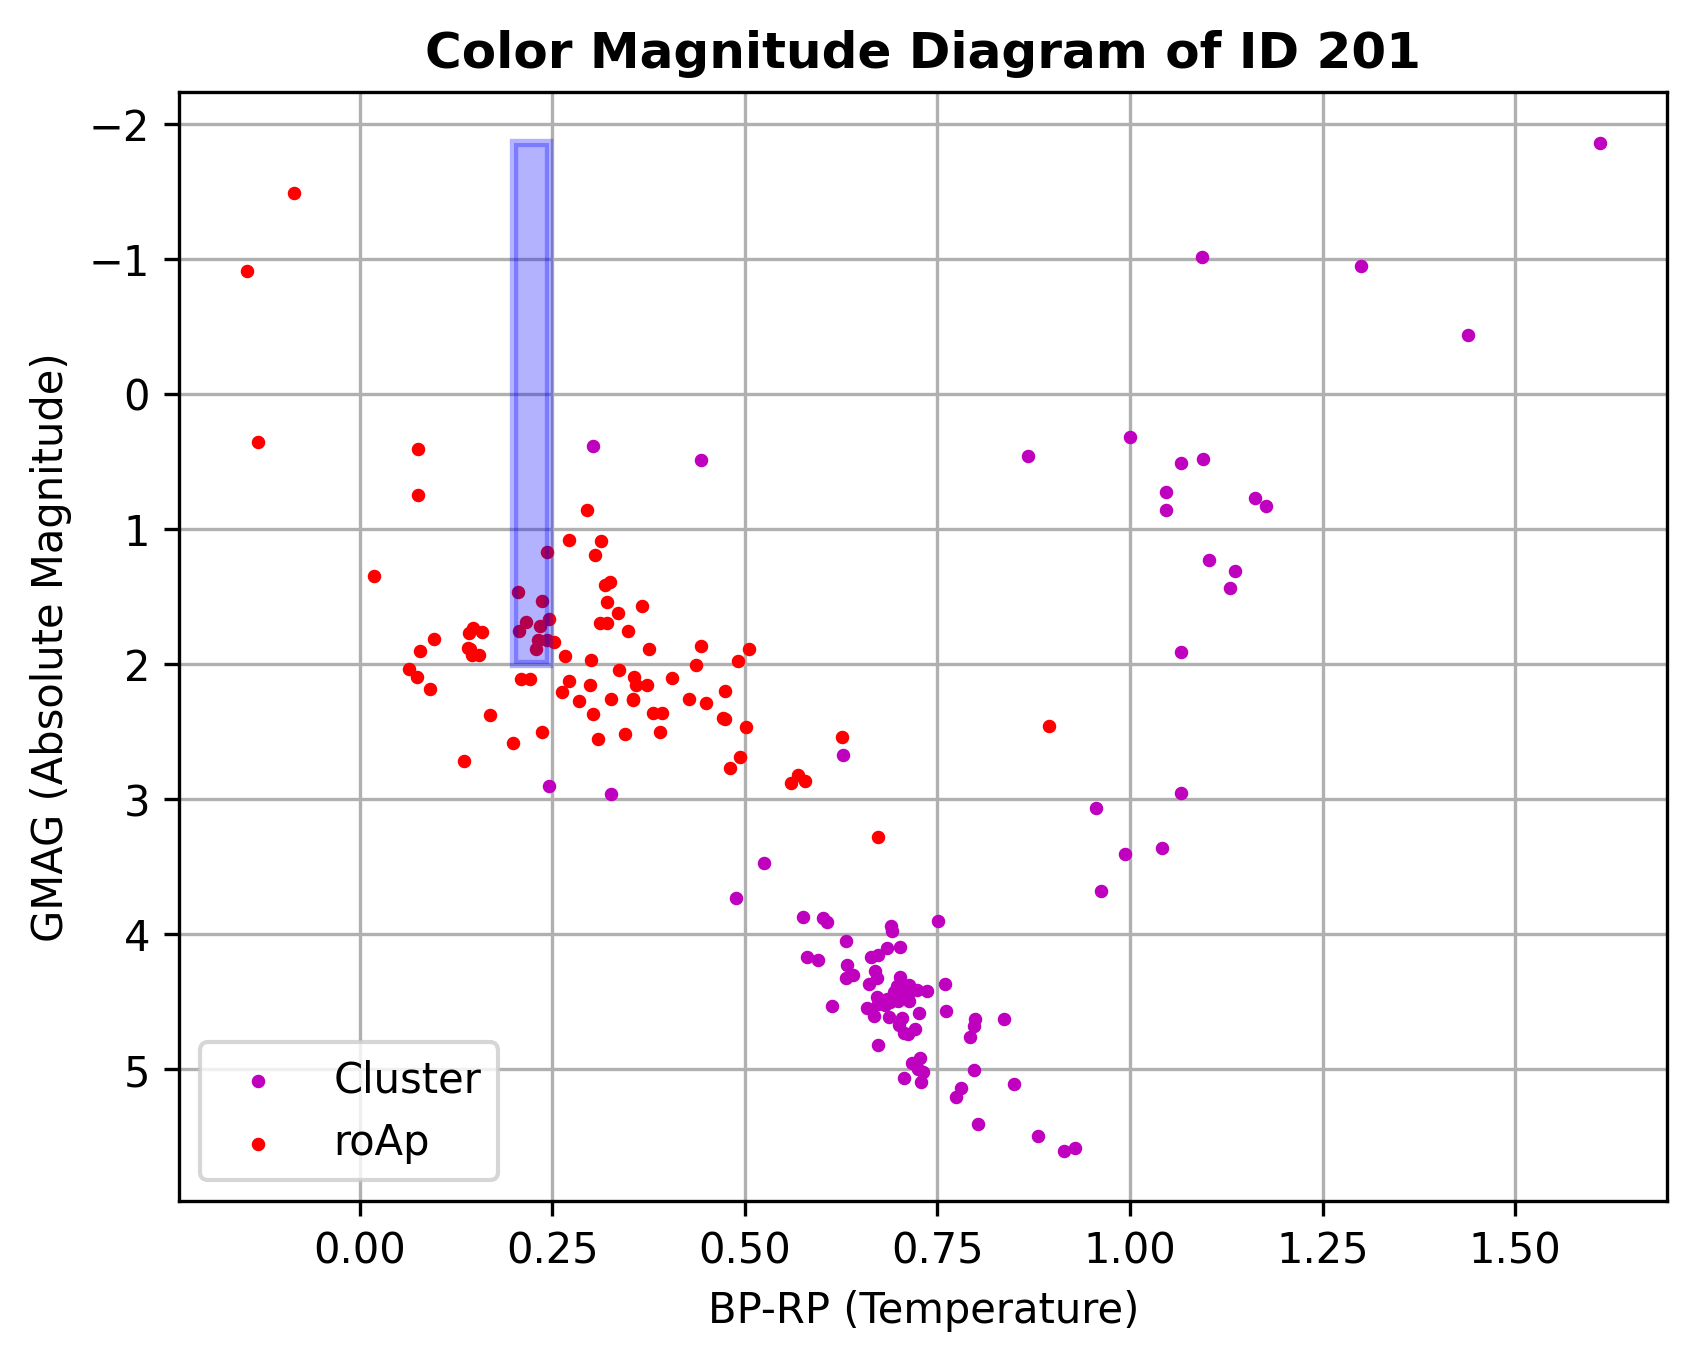 Color Magnitude Diagram of ID 201
GMAG (Absolute Magnitude)
−2
−1
0
1
2
3
4
5
Cluster
roAp
0.00 0.25 0.50 0.75 1.00 1.25 1.50
BP-RP (Temperature)